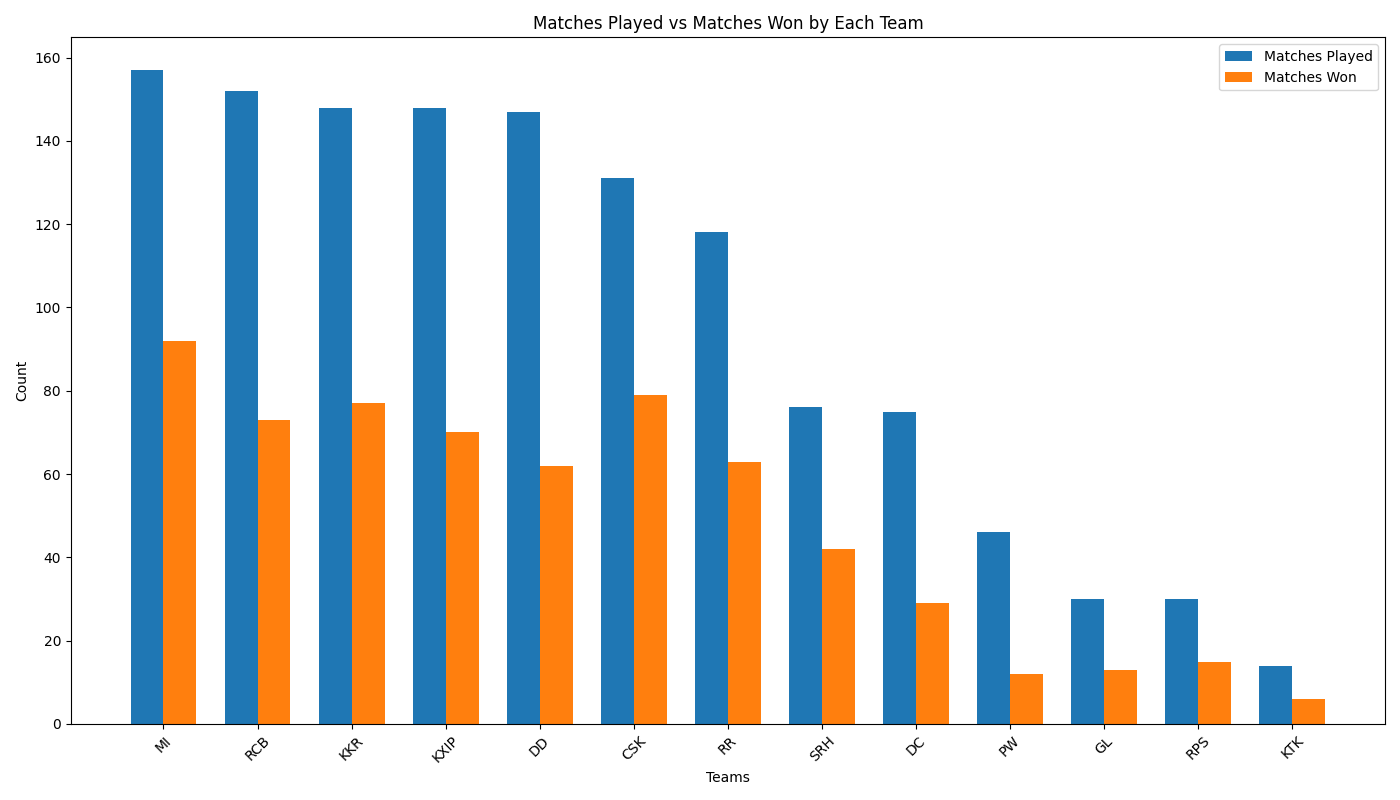 Matches Played vs Matches Won by Each Team
Matches Played
Matches Won
160
140
120
100
80
60
40
20
0
Count
MI
RCB
KKR
KXIP
DD
CSK
RR
SRH
DC
PW
GL
RPS
KTK
Teams